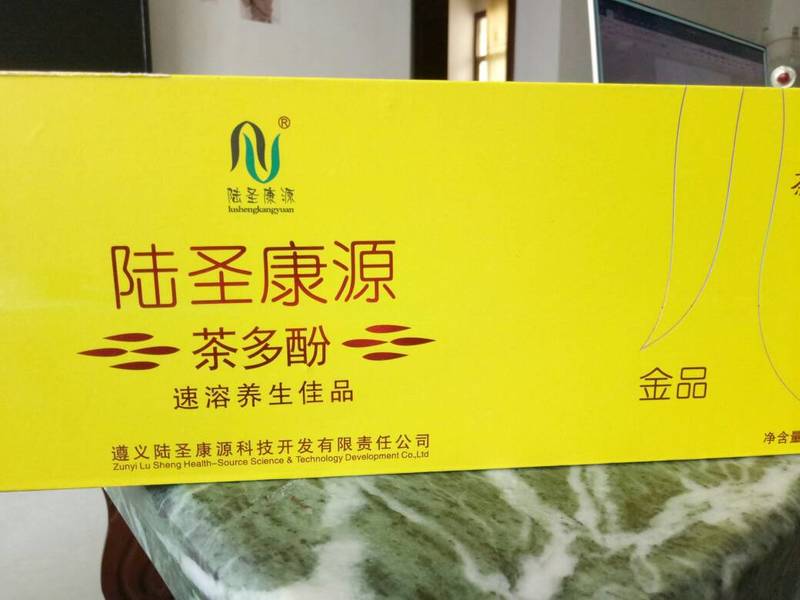 ®
陆圣康源
lushengkangyuan
陆圣康源
茶多酚
速溶养生佳品
遵义陆圣康源科技开发有限责任公司
Zunyi Lu Sheng Health-Source Science & Technology Development Co,Ltd
金品
净含量